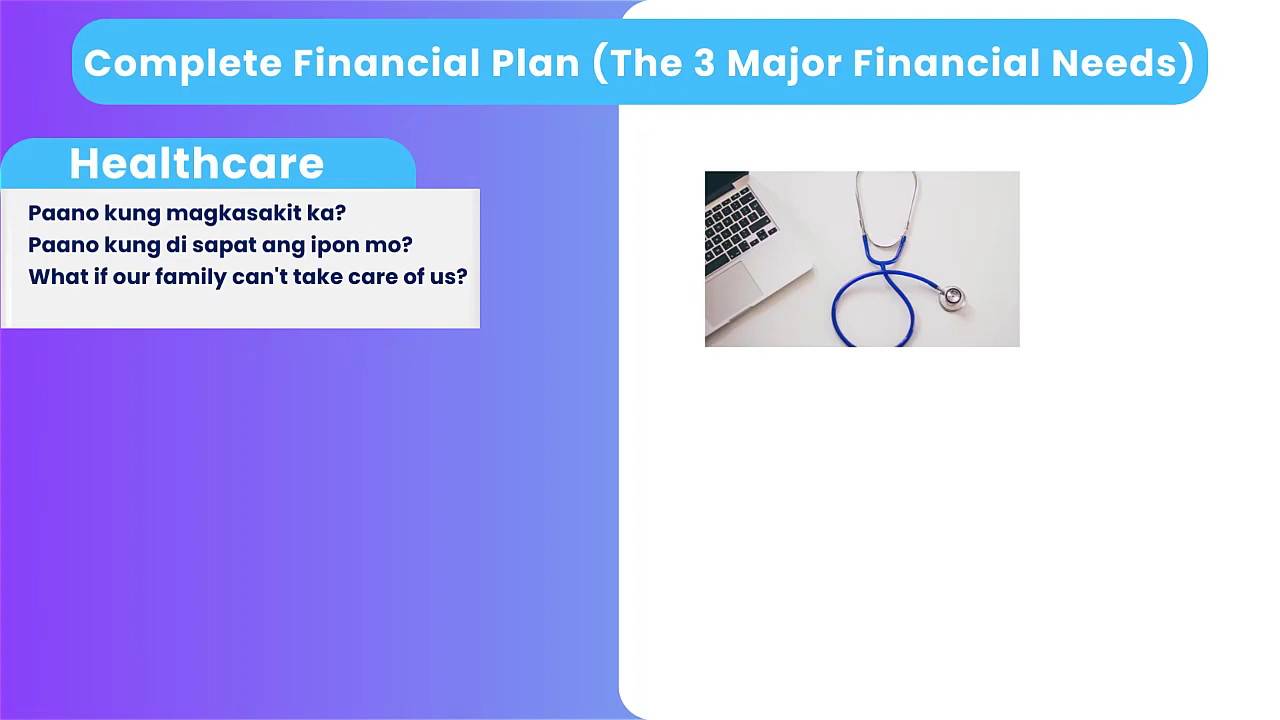 Complete Financial Plan (The 3 Major Financial Needs)
Healthcare
Paano kung magkasakit ka?
Paano kung di sapat ang ipon mo?
What if our family can't take care of us?